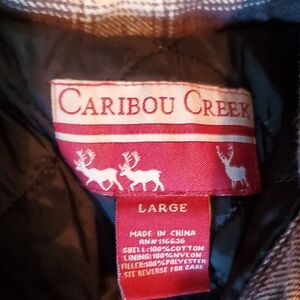 CARIBOU CREEK
LARGE
MADE IN CHINA
RN#116636
SHELL:100%COTTON
LINING:100%NYLON
FILLER:100%POLYESTER
SEE REVERSE FOR CARE